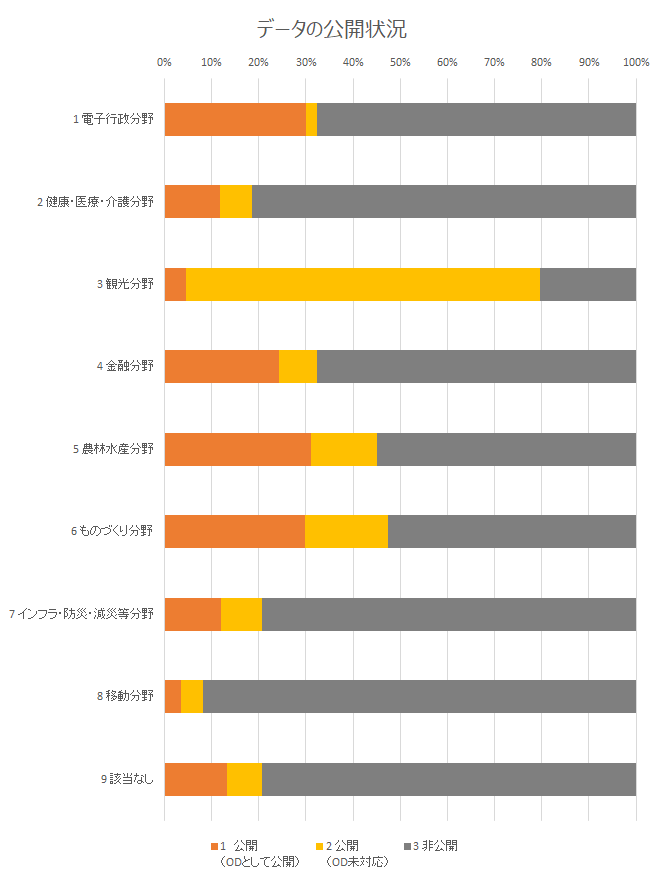 データの公開状況
0% 10% 20% 30% 40% 50% 60% 70% 80% 90% 100%
1 電子行政分野
2 健康・医療・介護分野
3 観光分野
4 金融分野
5 農林水産分野
6 ものづくり分野
7 インフラ・防災・減災等分野
8 移動分野
9 該当なし
1 公開
（ODとして公開）
2 公開
（OD未対応）
3 非公開